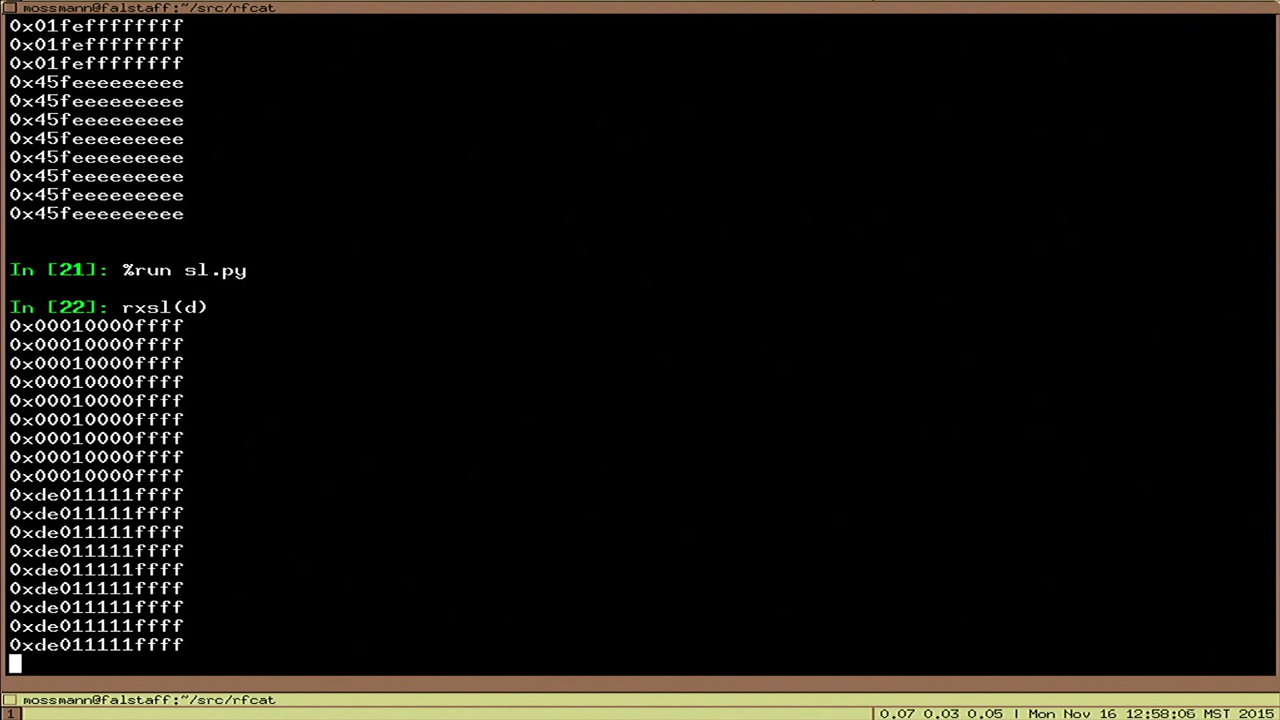 mossmann@falstaff:~/src/rfcat
0x01feffffffff
0x01feffffffff
0x01feffffffff
0x45feeeeeeeee
0x45feeeeeeeee
0x45feeeeeeeee
0x45feeeeeeeee
0x45feeeeeeeee
0x45feeeeeeeee
0x45feeeeeeeee
0x45feeeeeeeee
In [21]: %run sl.py
In [22]: rxsl(d)
0x00010000ffff
0x00010000ffff
0x00010000ffff
0x00010000ffff
0x00010000ffff
0x00010000ffff
0x00010000ffff
0x00010000ffff
0x00010000ffff
0xde011111ffff
0xde011111ffff
0xde011111ffff
0xde011111ffff
0xde011111ffff
0xde011111ffff
0xde011111ffff
0xde011111ffff
0xde011111ffff
mossmann@falstaff:~/src/rfcat
1 0.07 0.03 0.05 | Mon Nov 16 12:58:06 MST 2015